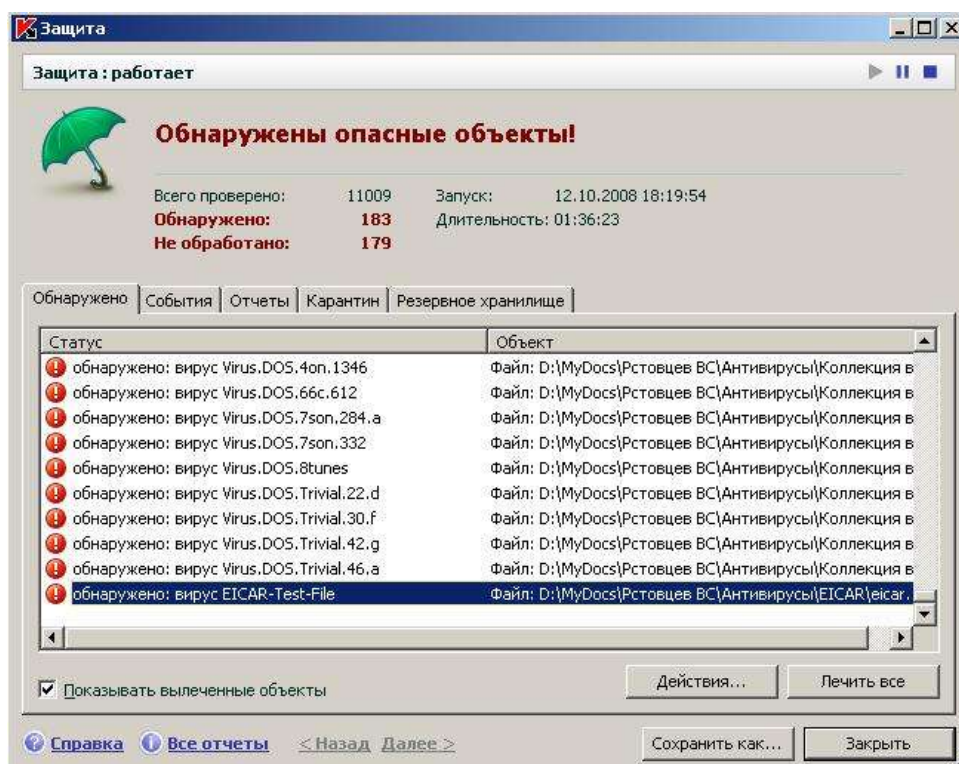 Защита
Защита : работает
Обнаружены опасные объекты!
Всего проверено: 11009 Запуск: 12.10.2008 18:19:54
Обнаружено: 183 Длительность: 01:36:23
Не обработано: 179
Обнаружено События Отчеты Карантин Резервное хранилище
Статус Объект
обнаружено: вирус Virus.DOS.4on.1346 Файл: D:\MyDocs\Рстовцев ВС\Антивирусы\Коллекция в
обнаружено: вирус Virus.DOS.66c.612 Файл: D:\MyDocs\Рстовцев ВС\Антивирусы\Коллекция в
обнаружено: вирус Virus.DOS.7son.284.a Файл: D:\MyDocs\Рстовцев ВС\Антивирусы\Коллекция в
обнаружено: вирус Virus.DOS.7son.332 Файл: D:\MyDocs\Рстовцев ВС\Антивирусы\Коллекция в
обнаружено: вирус Virus.DOS.8tunes Файл: D:\MyDocs\Рстовцев ВС\Антивирусы\Коллекция в
обнаружено: вирус Virus.DOS.Trivial.22.d Файл: D:\MyDocs\Рстовцев ВС\Антивирусы\Коллекция в
обнаружено: вирус Virus.DOS.Trivial.30.f Файл: D:\MyDocs\Рстовцев ВС\Антивирусы\Коллекция в
обнаружено: вирус Virus.DOS.Trivial.42.g Файл: D:\MyDocs\Рстовцев ВС\Антивирусы\Коллекция в
обнаружено: вирус Virus.DOS.Trivial.46.a Файл: D:\MyDocs\Рстовцев ВС\Антивирусы\Коллекция в
обнаружено: вирус EICAR-Test-File Файл: D:\MyDocs\Рстовцев ВС\Антивирусы\EICAR\eicar.
Показывать вылеченные объекты Действия... Лечить все
Справка Все отчеты < Назад Далее > Сохранить как... Закрыть